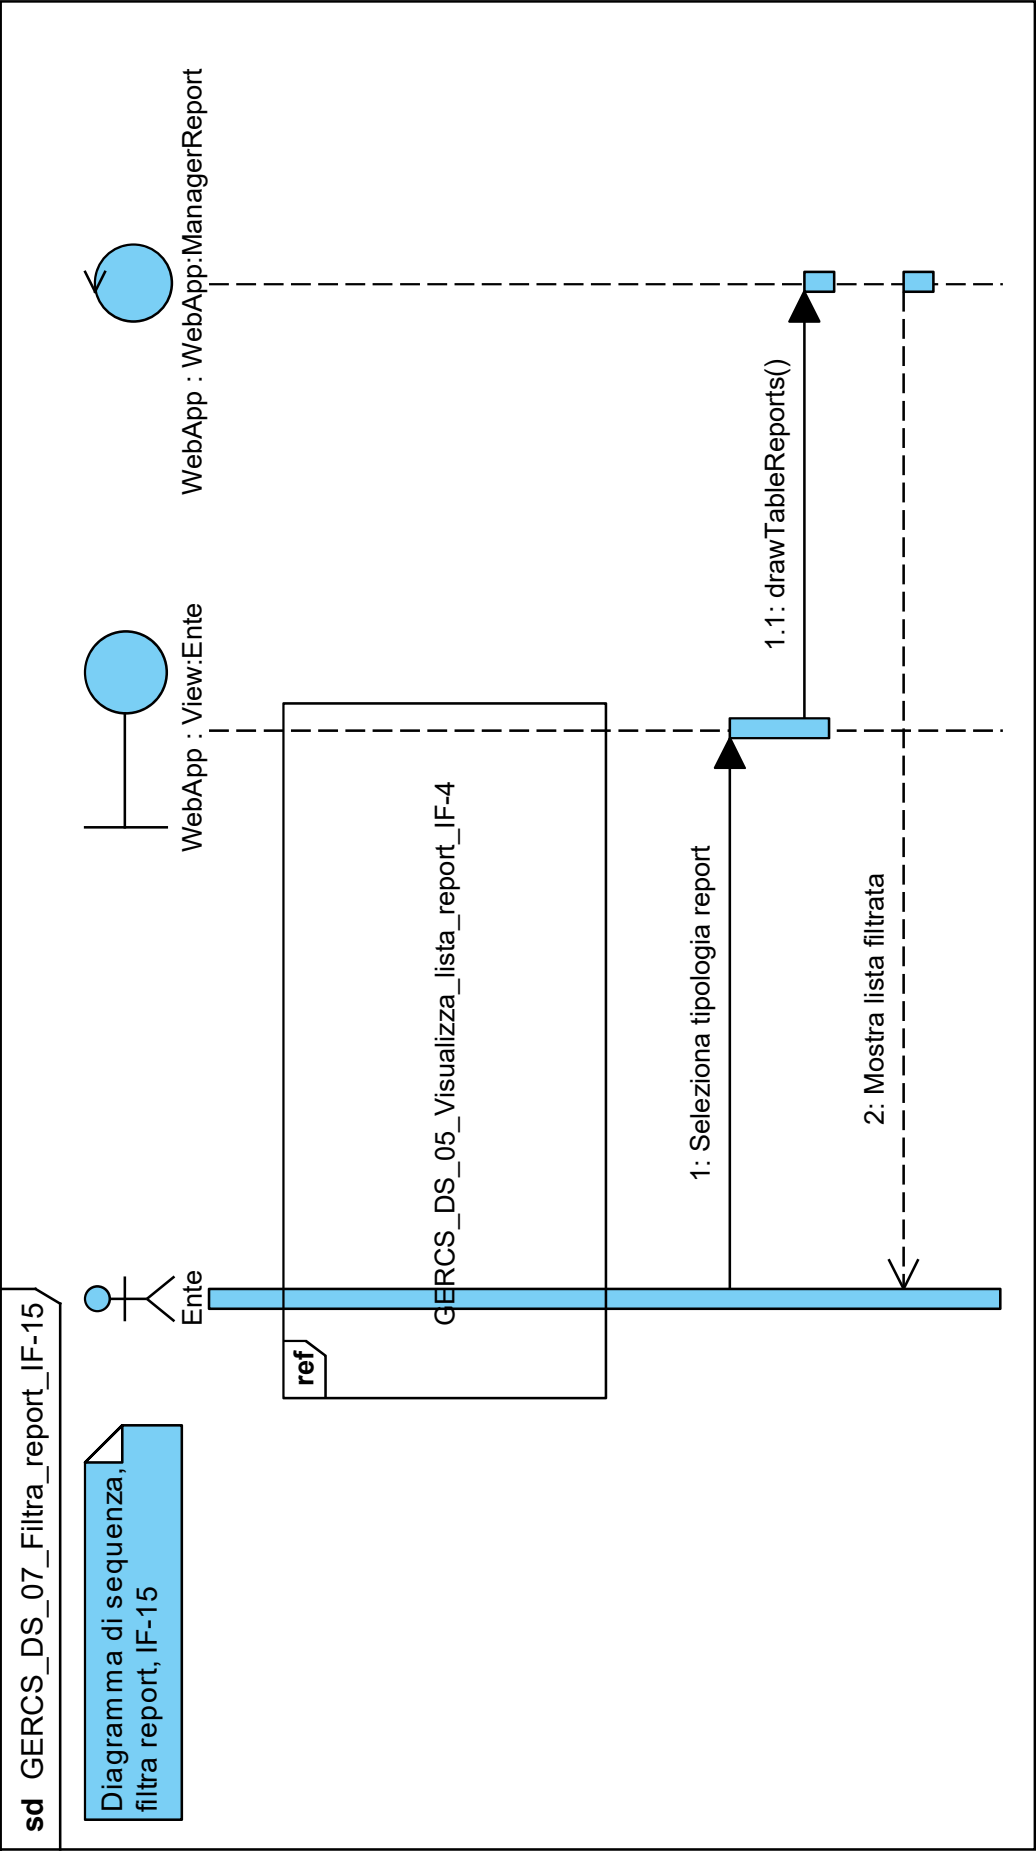 sd GERCS_DS_07_Filtra_report_IF-15
Diagramma di sequenza,
filtra report, IF-15
Ente
WebApp : View:Ente
WebApp : WebApp:ManagerReport
ref
GERCS_DS_05_Visualizza_lista_report_IF-4
1: Seleziona tipologia report
1.1: drawTableReports()
2: Mostra lista filtrata